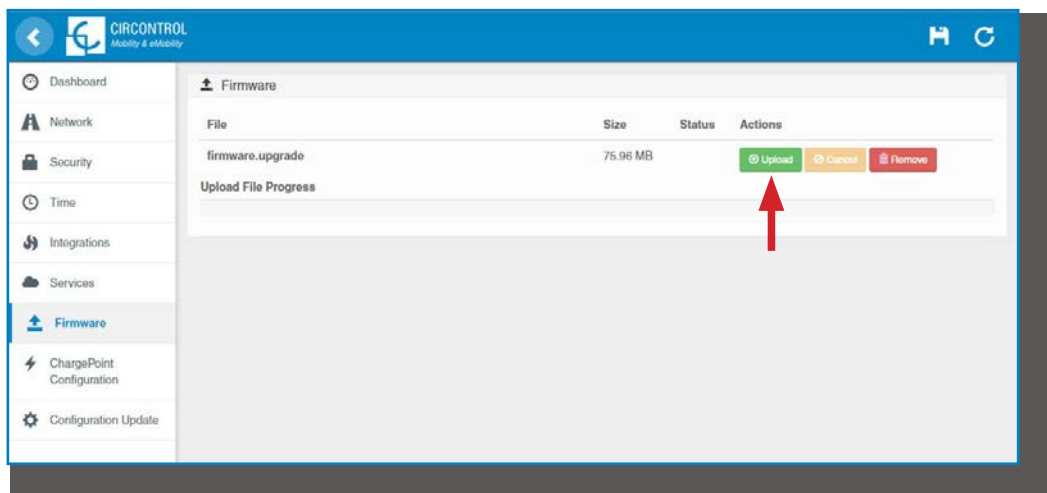 CIRCONTROL
Mobility & eMobility
Dashboard
Network
Security
Time
Integrations
Services
Firmware
ChargePoint
Configuration
Configuration Update
Firmware
File Size Status Actions
firmware.upgrade 75.96 MB Upload Cancel Remove
Upload File Progress